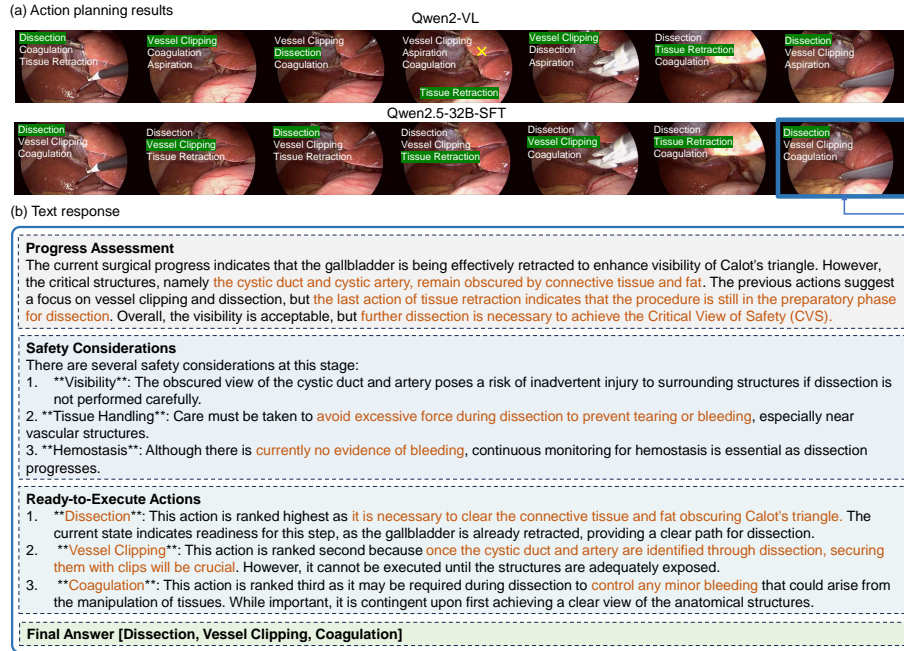 (a) Action planning results
Qwen2-VL
Dissection
Coagulation
Tissue Retraction
Vessel Clipping
Coagulation
Aspiration
Vessel Clipping
Dissection
Coagulation
Vessel Clipping
Aspiration
Coagulation
Tissue Retraction
Vessel Clipping
Dissection
Aspiration
Dissection
Tissue Retraction
Coagulation
Dissection
Vessel Clipping
Aspiration
Qwen2.5-32B-SFT
Dissection
Vessel Clipping
Coagulation
Dissection
Vessel Clipping
Tissue Retraction
Dissection
Vessel Clipping
Tissue Retraction
Dissection
Vessel Clipping
Tissue Retraction
Dissection
Vessel Clipping
Coagulation
Dissection
Tissue Retraction
Coagulation
Dissection
Vessel Clipping
Coagulation
(b) Text response
Progress Assessment
The current surgical progress indicates that the gallbladder is being effectively retracted to enhance visibility of Calot's triangle. However,
the critical structures, namely the cystic duct and cystic artery, remain obscured by connective tissue and fat. The previous actions suggest
a focus on vessel clipping and dissection, but the last action of tissue retraction indicates that the procedure is still in the preparatory phase
for dissection. Overall, the visibility is acceptable, but further dissection is necessary to achieve the Critical View of Safety (CVS).
Safety Considerations
There are several safety considerations at this stage:
1. **Visibility**: The obscured view of the cystic duct and artery poses a risk of inadvertent injury to surrounding structures if dissection is
not performed carefully.
2. **Tissue Handling**: Care must be taken to avoid excessive force during dissection to prevent tearing or bleeding, especially near
vascular structures.
3. **Hemostasis**: Although there is currently no evidence of bleeding, continuous monitoring for hemostasis is essential as dissection
progresses.
Ready-to-Execute Actions
1. **Dissection**: This action is ranked highest as it is necessary to clear the connective tissue and fat obscuring Calot's triangle. The
current state indicates readiness for this step, as the gallbladder is already retracted, providing a clear path for dissection.
2. **Vessel Clipping**: This action is ranked second because once the cystic duct and artery are identified through dissection, securing
them with clips will be crucial. However, it cannot be executed until the structures are adequately exposed.
3. **Coagulation**: This action is ranked third as it may be required during dissection to control any minor bleeding that could arise from
the manipulation of tissues. While important, it is contingent upon first achieving a clear view of the anatomical structures.
Final Answer [Dissection, Vessel Clipping, Coagulation]